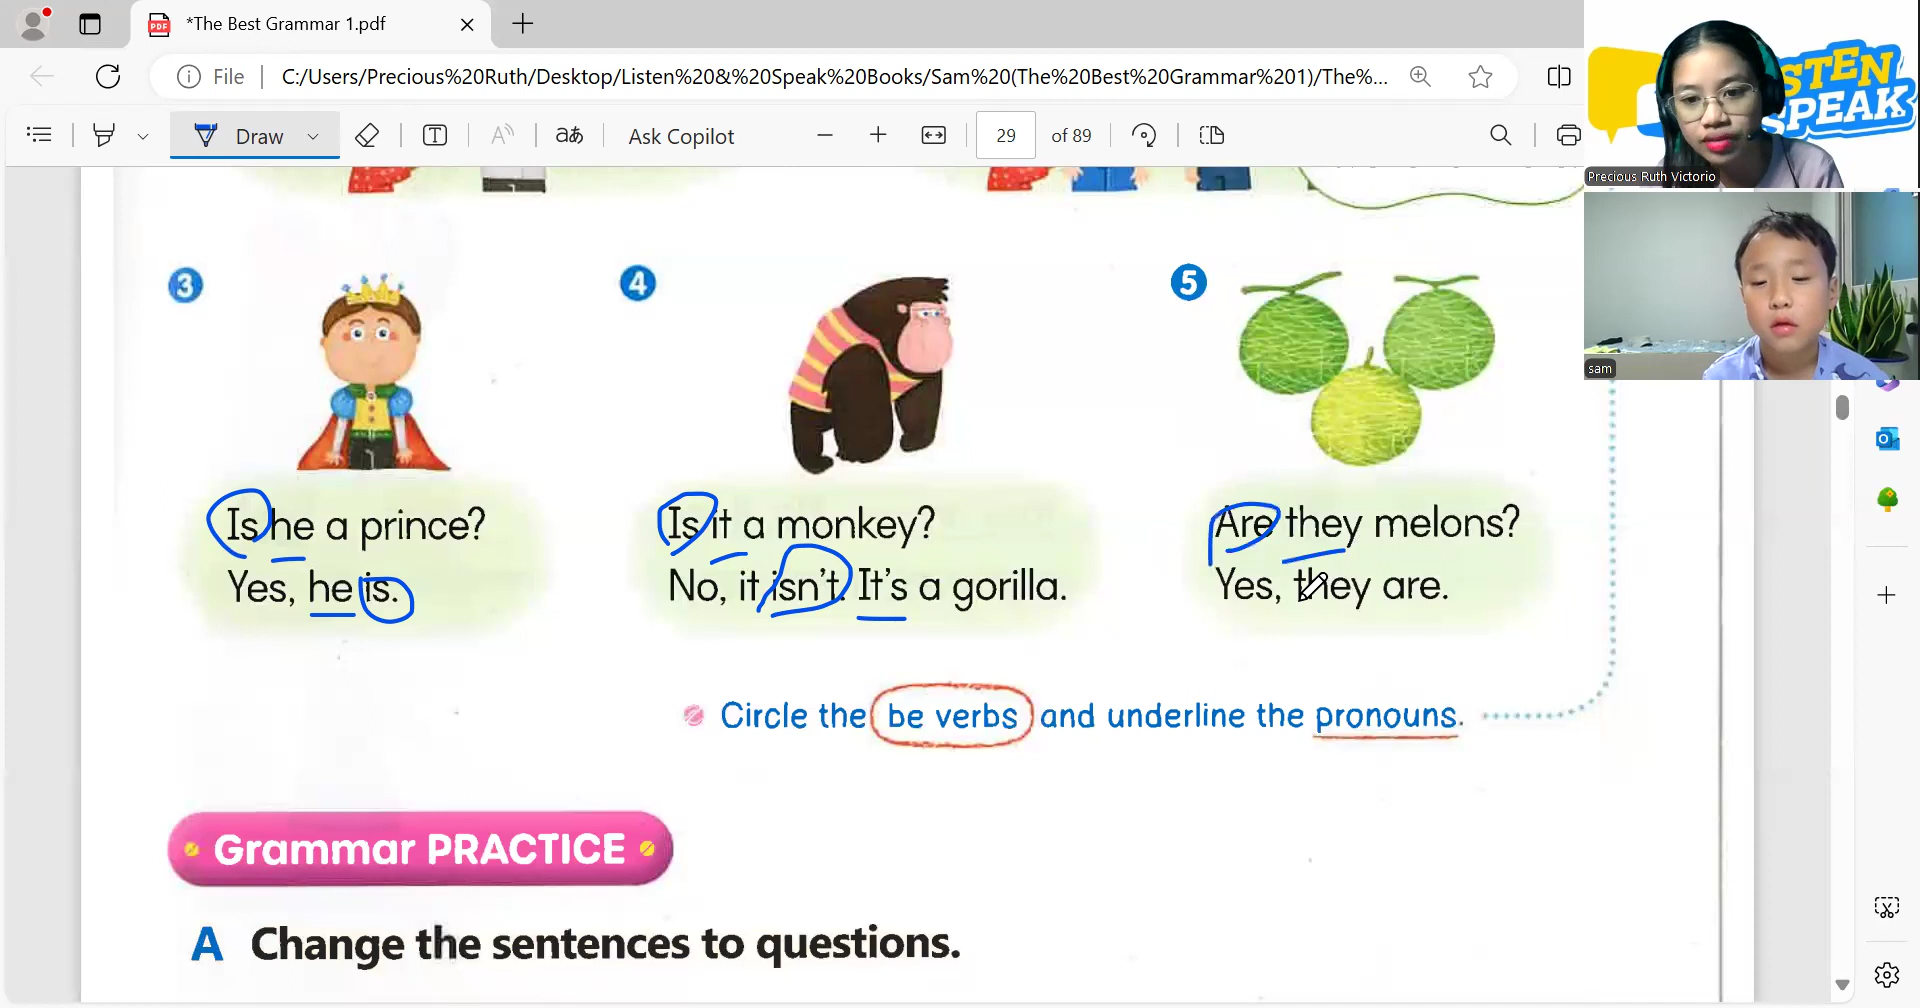 *The Best Grammar 1.pdf
File
C:/Users/Precious%20Ruth/Desktop/Listen%20&%20Speak%20Books/Sam%20(The%20Best%20Grammar%201)/The%...
Draw
Ask Copilot
29 of 89
STEN
SPEAK
Precious Ruth Victorio
sam
3
4
5
Is he a prince?
Yes, he is.
Is it a monkey?
No, it isn't. It's a gorilla.
Are they melons?
Yes, they are.
Circle the be verbs and underline the pronouns.
Grammar PRACTICE
A Change the sentences to questions.